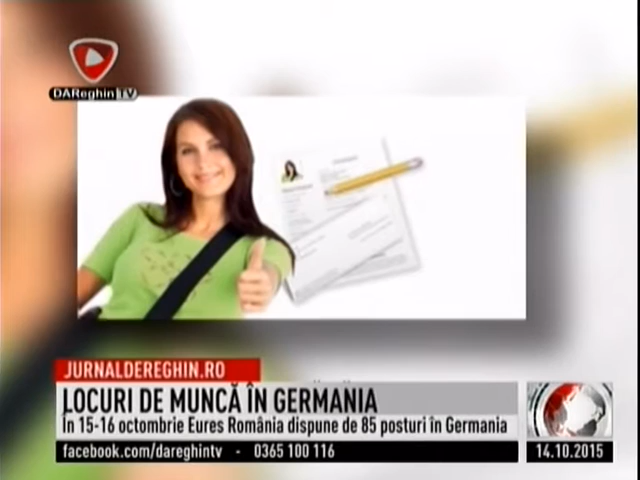 DAReghin TV
JURNALDEREGHIN.RO
LOCURI DE MUNCĂ ÎN GERMANIA
În 15-16 octombrie Eures România dispune de 85 posturi în Germania
facebook.com/dareghintv - 0365 100 116
14.10.2015